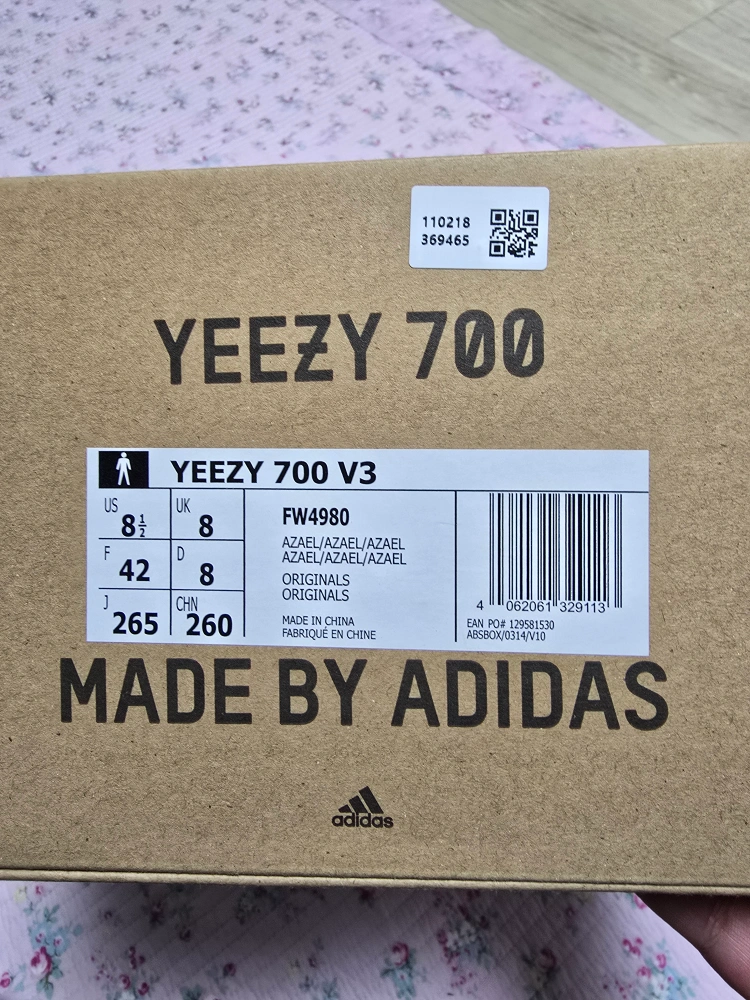 110218
369465
YEEZY 700
YEEZY 700 V3
US 8½
UK 8
F 42
D 8
J 265
CHN 260
FW4980
AZAEL/AZAEL/AZAEL
AZAEL/AZAEL/AZAEL
ORIGINALS
ORIGINALS
MADE IN CHINA
FABRIQUÉ EN CHINE
4 062061 329113
EAN PO# 129581530
ABSBOX/0314/V10
MADE BY ADIDAS
adidas